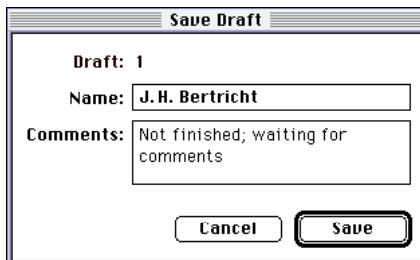 Save Draft
Draft: 1
Name: J.H. Bertricht
Comments: Not finished; waiting for
comments
Cancel Save